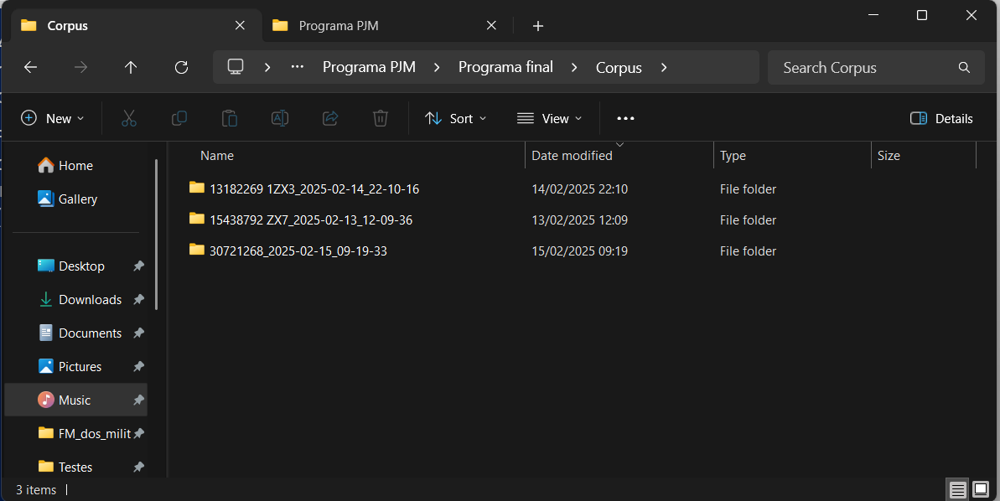 Corpus
Programa PJM
Programa PJM Programa final Corpus
Search Corpus
New
Sort
View
Details
Name Date modified Type Size
13182269 1ZX3_2025-02-14_22-10-16 14/02/2025 22:10 File folder
15438792 ZX7_2025-02-13_12-09-36 13/02/2025 12:09 File folder
30721268_2025-02-15_09-19-33 15/02/2025 09:19 File folder
Home
Gallery
Desktop
Downloads
Documents
Pictures
Music
FM_dos_milit
Testes
3 items